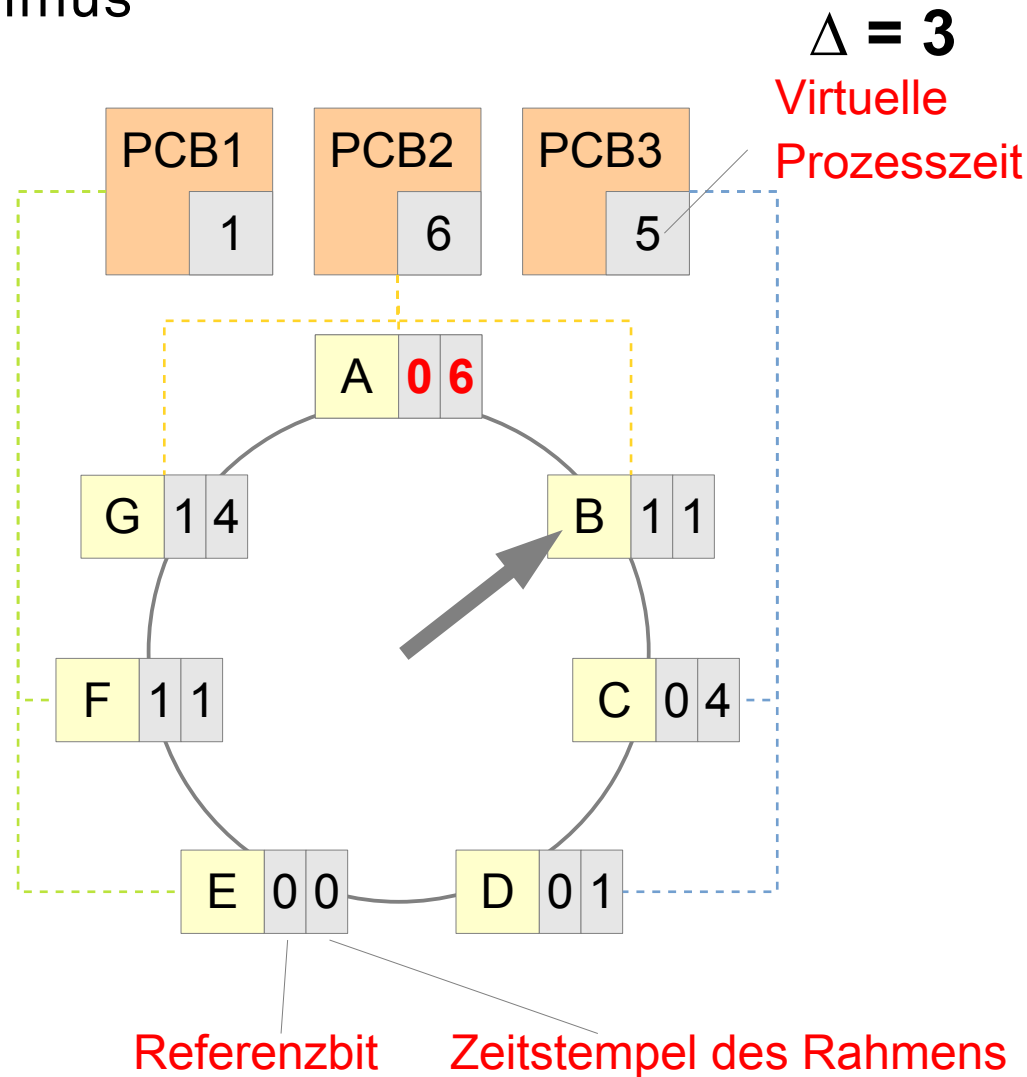 Δ = 3
Virtuelle
Prozesszeit
PCB1 PCB2 PCB3
1 6 5
A 0 6
G 1 4 B 1 1
F 1 1 C 0 4
E 0 0 D 0 1
Referenzbit Zeitstempel des Rahmens